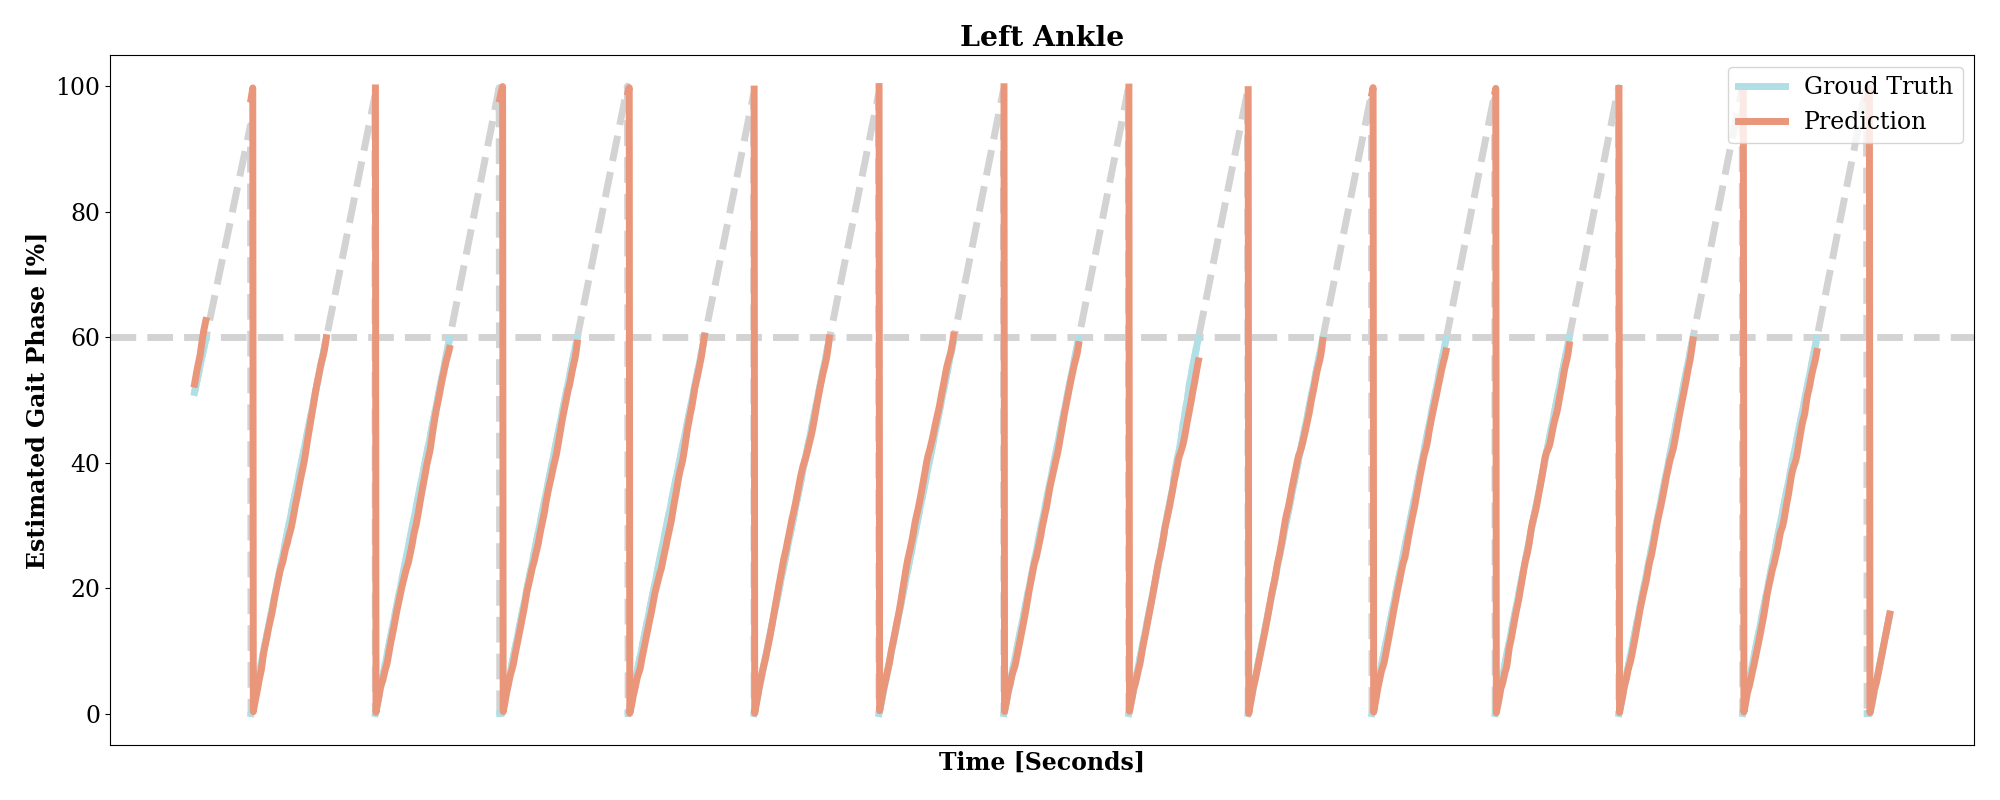 Left Ankle
100
80
60
40
20
0
Estimated Gait Phase [%]
Time [Seconds]
Groud Truth
Prediction